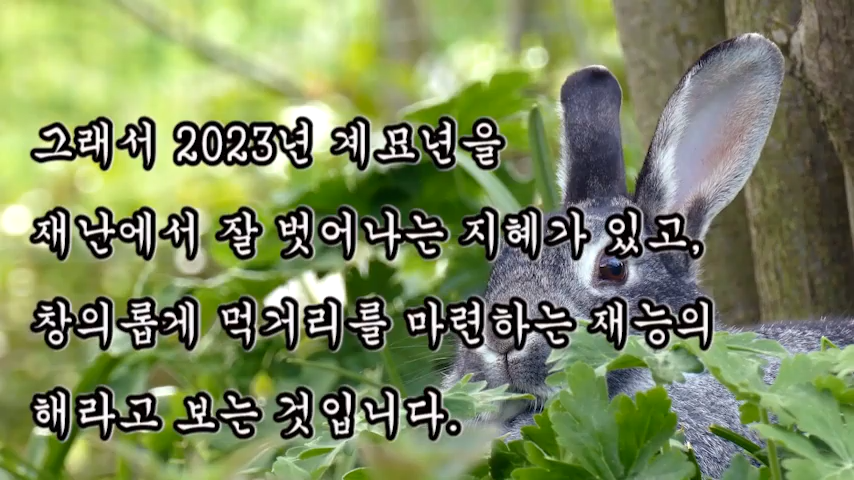 그래서 2023년 계묘년을
재난에서 잘 벗어나는 지혜가 있고,
창의롭게 먹거리를 마련하는 재능의
해라고 보는 것입니다.